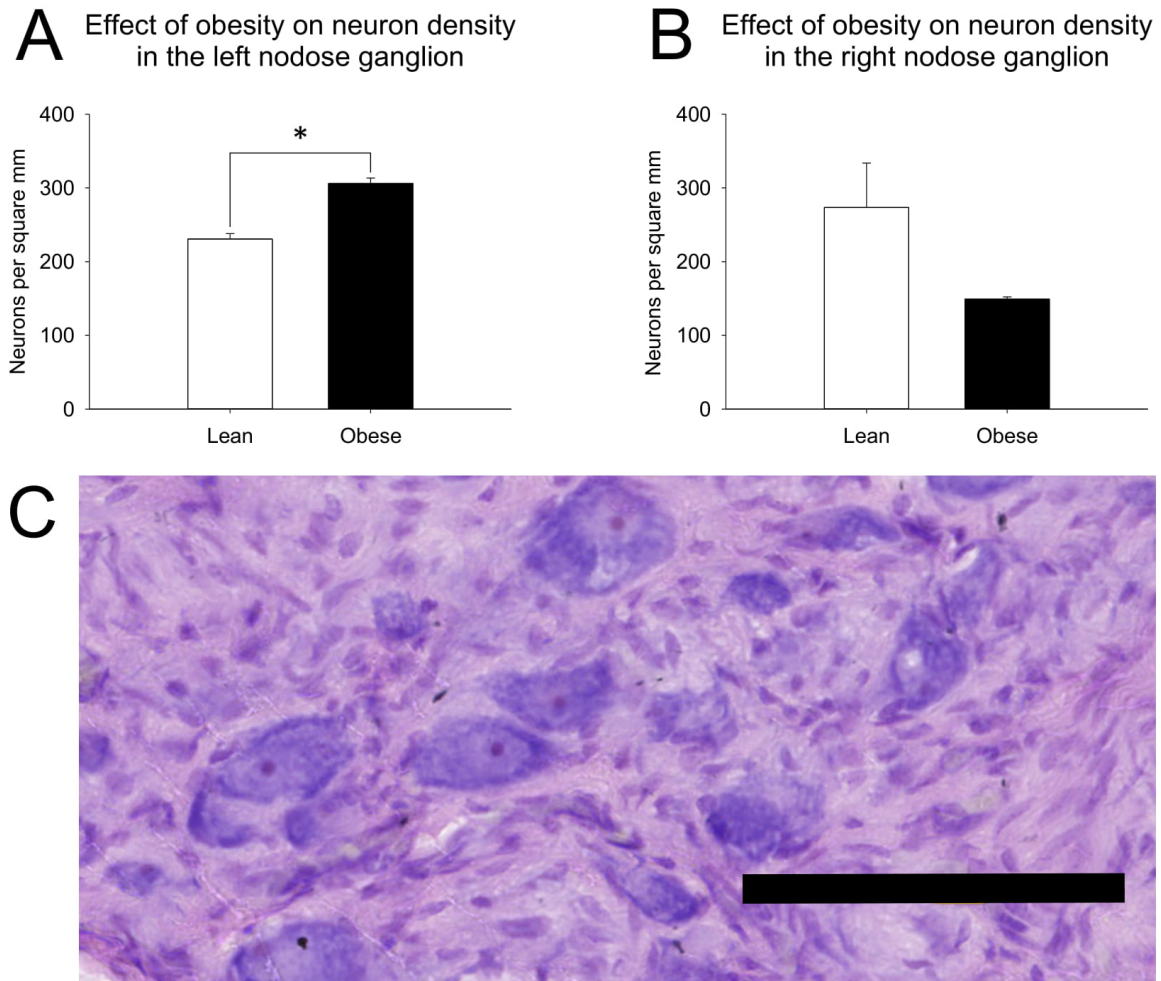 A
Effect of obesity on neuron density
in the left nodose ganglion
Neurons per square mm
400
300
200
100
0
*
Lean
Obese
B
Effect of obesity on neuron density
in the right nodose ganglion
Neurons per square mm
400
300
200
100
0
Lean
Obese
C